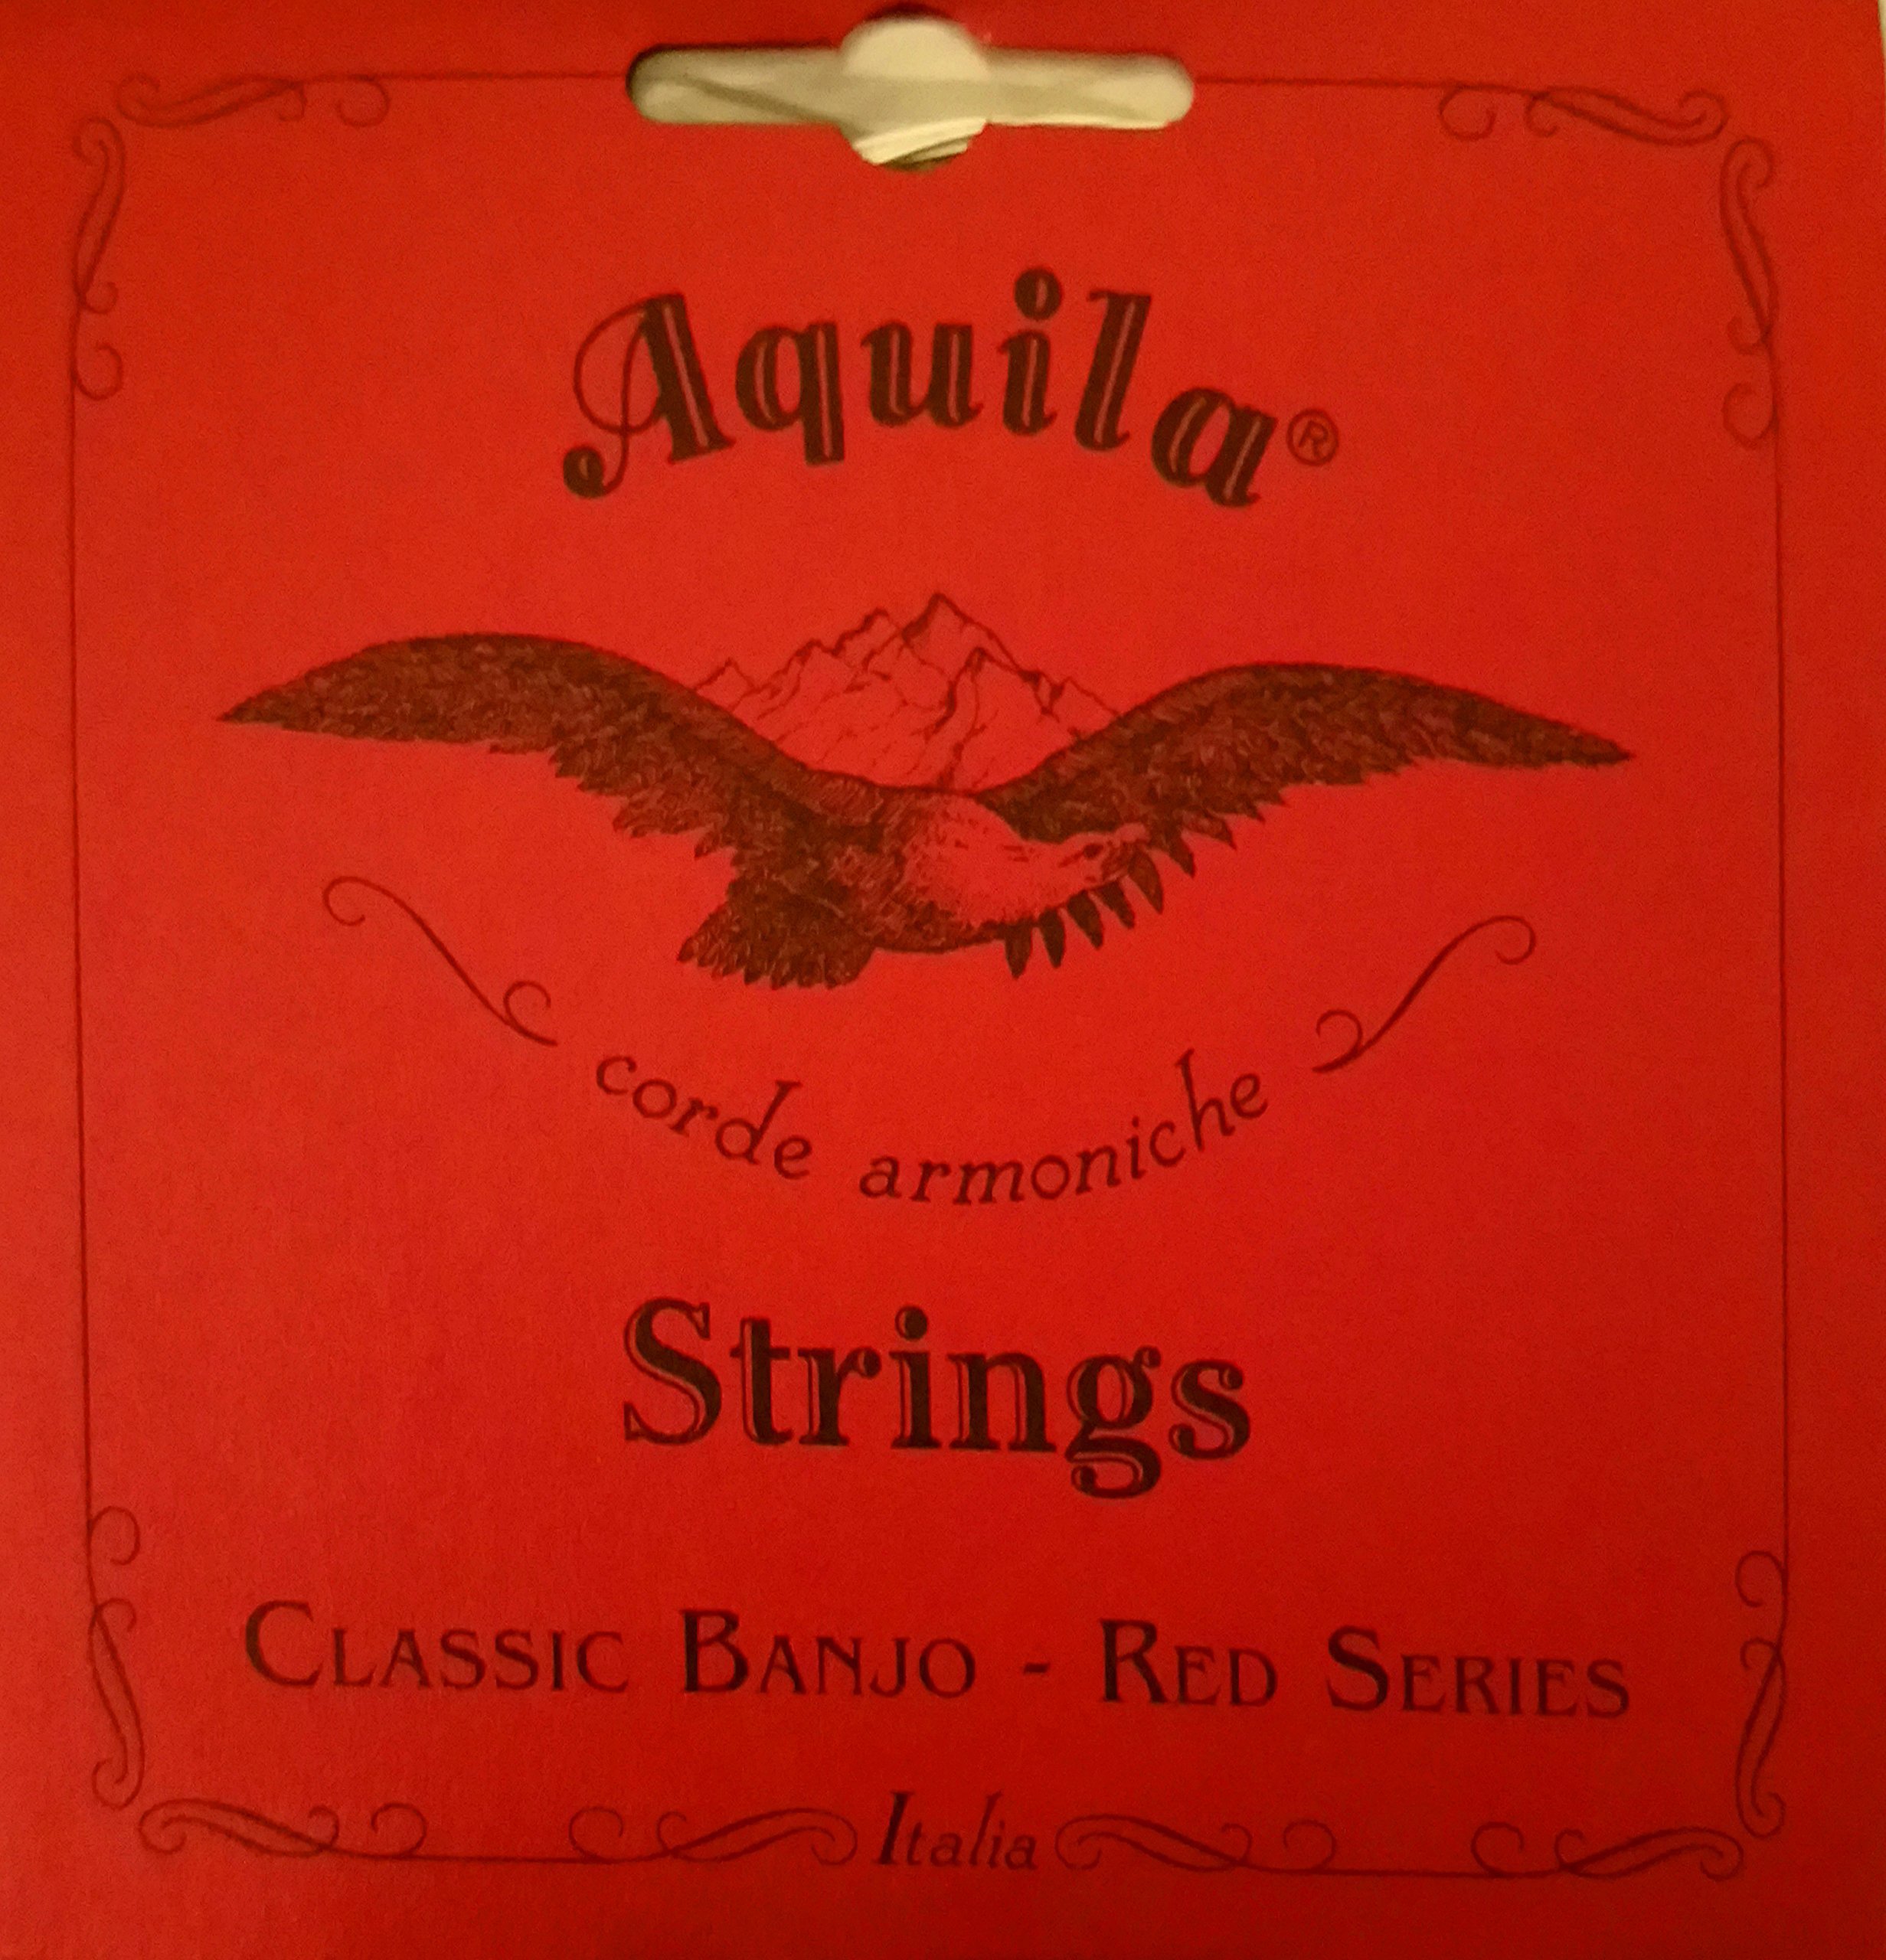 Aquila®
corde armoniche
Strings
CLASSIC BANJO - RED SERIES
Italia